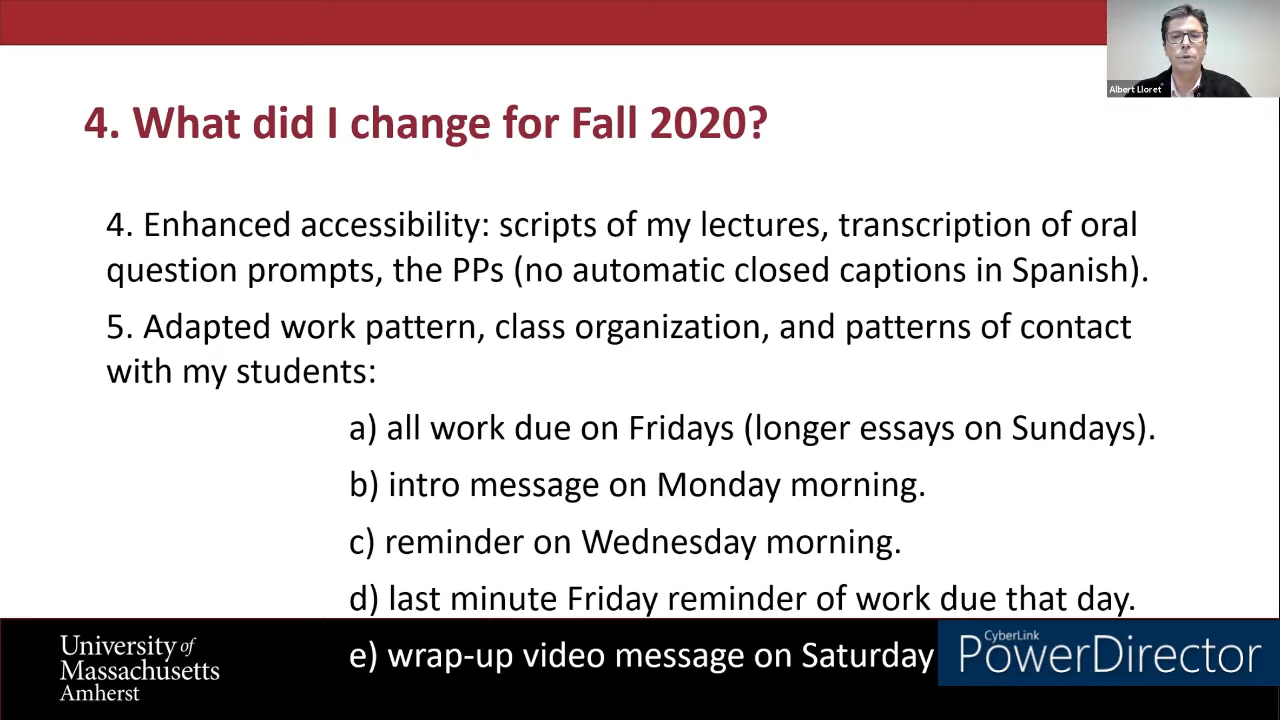 Albert Lloret
4. What did I change for Fall 2020?
4. Enhanced accessibility: scripts of my lectures, transcription of oral
question prompts, the PPs (no automatic closed captions in Spanish).
5. Adapted work pattern, class organization, and patterns of contact
with my students:
a) all work due on Fridays (longer essays on Sundays).
b) intro message on Monday morning.
c) reminder on Wednesday morning.
d) last minute Friday reminder of work due that day.
e) wrap-up video message on Saturday
University of
Massachusetts
Amherst
CyberLink
PowerDirector